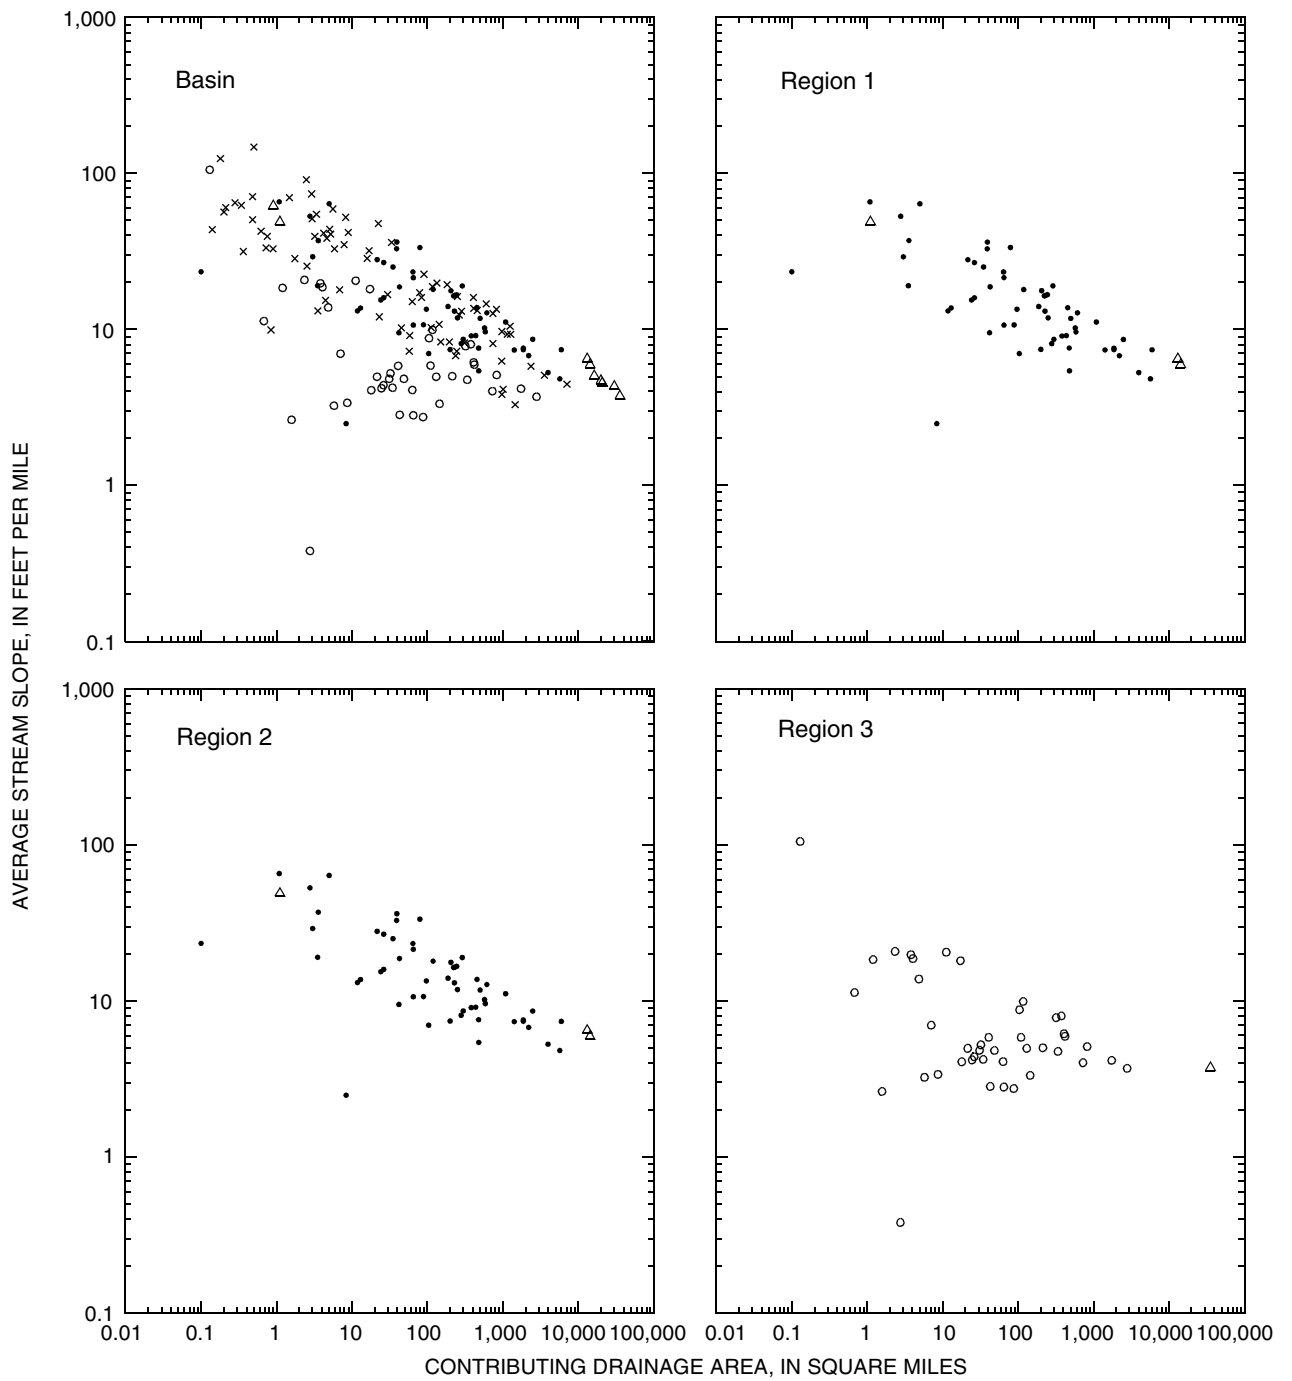 1,000
100
10
1
0.1
Basin
Region 1
AVERAGE STREAM SLOPE, IN FEET PER MILE
1,000
100
10
1
0.1
Region 2
Region 3
0.01 0.1 1 10 100 1,000 10,000 100,000
0.01 0.1 1 10 100 1,000 10,000 100,000
CONTRIBUTING DRAINAGE AREA, IN SQUARE MILES